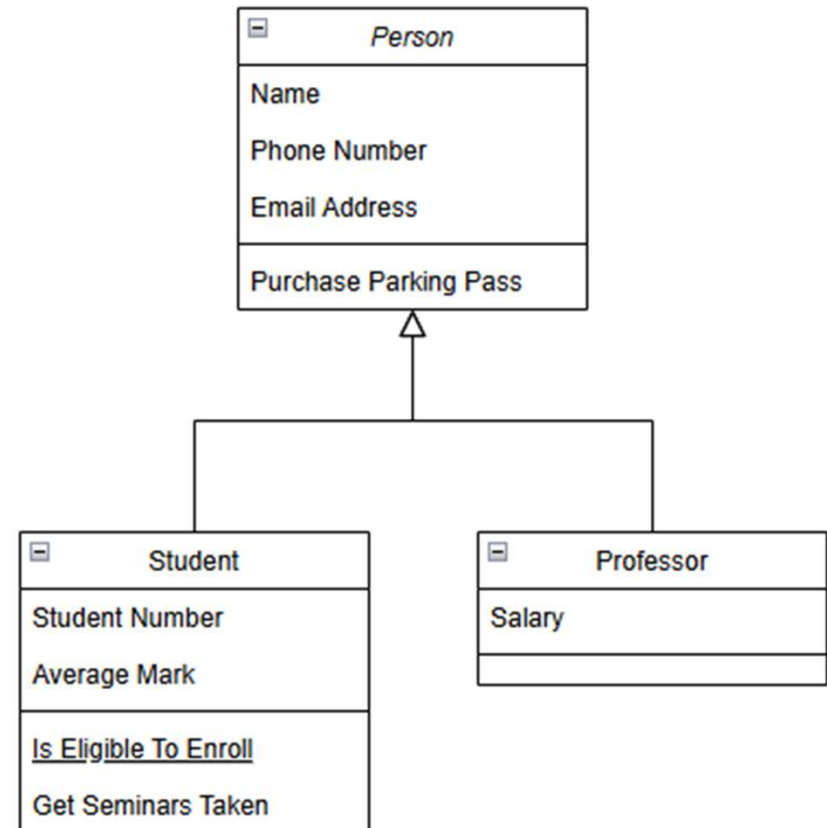 Person
Name
Phone Number
Email Address
Purchase Parking Pass
Student
Student Number
Average Mark
Is Eligible To Enroll
Get Seminars Taken
Professor
Salary